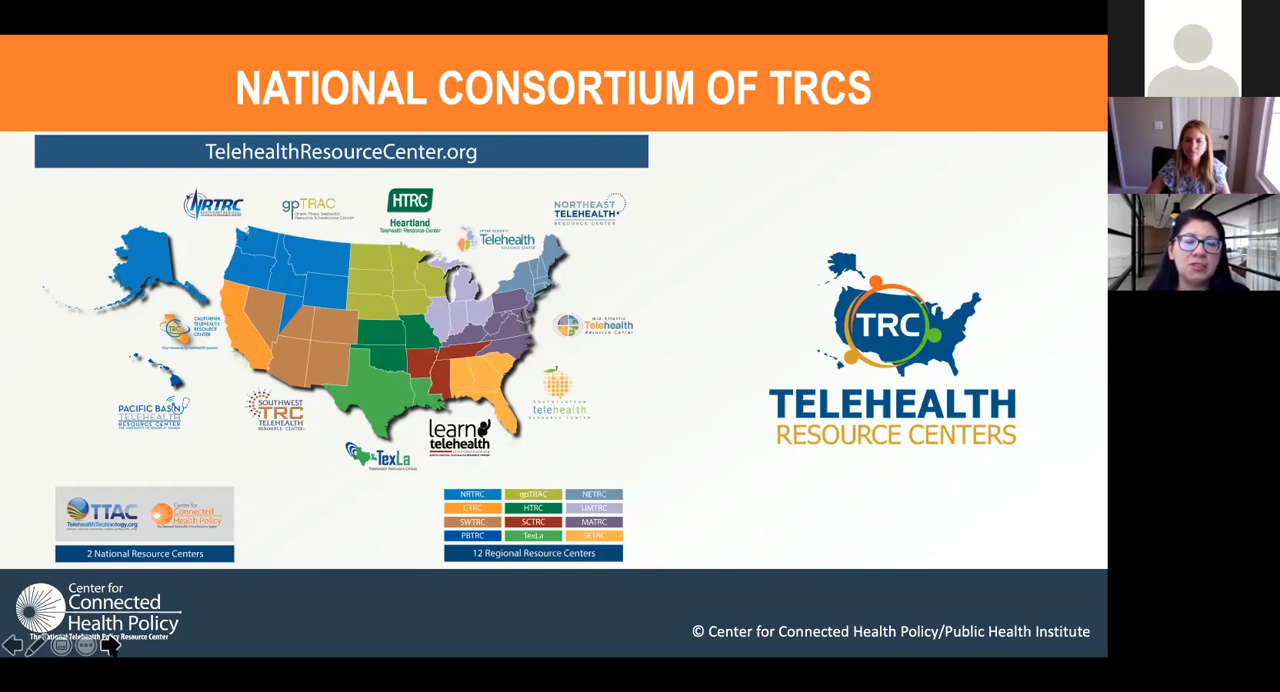 NATIONAL CONSORTIUM OF TRCS
TelehealthResourceCenter.org
NRTRC
gpTRAC
HTRC
Heartland
Telehealth Resource Center
NORTHEAST
TELEHEALTH
RESOURCE CENTER
Telehealth
CALIFORNIA
TELEHEALTH
RESOURCE
CENTER
TRC
MID-ATLANTIC
Telehealth
Resource Center
PACIFIC BASIN
TELEHEALTH
RESOURCE CENTER
SOUTHWEST
TRC
TELEHEALTH
RESOURCE CENTER
SOUTHEASTERN
telehealth
RESOURCE CENTER
learn
telehealth
TexLa
Telehealth Resource Center
TRC
TELEHEALTH
RESOURCE CENTERS
TTAC
TelehealthTechnology.org
Center for
Connected
Health Policy
2 National Resource Centers
NRTRC gpTRAC NETRC
CTRC HTRC UMTRC
SWTRC SCTRC MATRC
PBTRC TexLa SETRC
12 Regional Resource Centers
Center for
Connected
Health Policy
The National Telehealth Policy Resource Center
© Center for Connected Health Policy/Public Health Institute